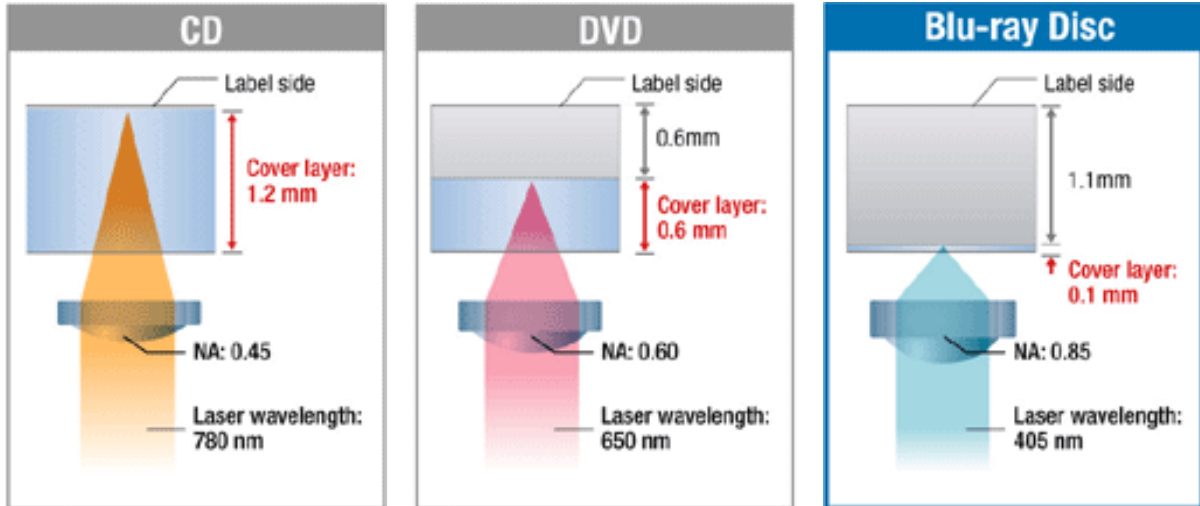 CD
Label side
Cover layer:
1.2 mm
NA: 0.45
Laser wavelength:
780 nm
DVD
Label side
0.6mm
Cover layer:
0.6 mm
NA: 0.60
Laser wavelength:
650 nm
Blu-ray Disc
Label side
1.1mm
Cover layer:
0.1 mm
NA: 0.85
Laser wavelength:
405 nm